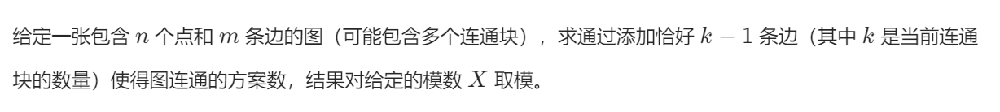 给定一张包含 n 个点和 m 条边的图（可能包含多个连通块），求通过添加恰好 k − 1 条边（其中 k 是当前连通
块的数量）使得图连通的方案数，结果对给定的模数 X 取模。